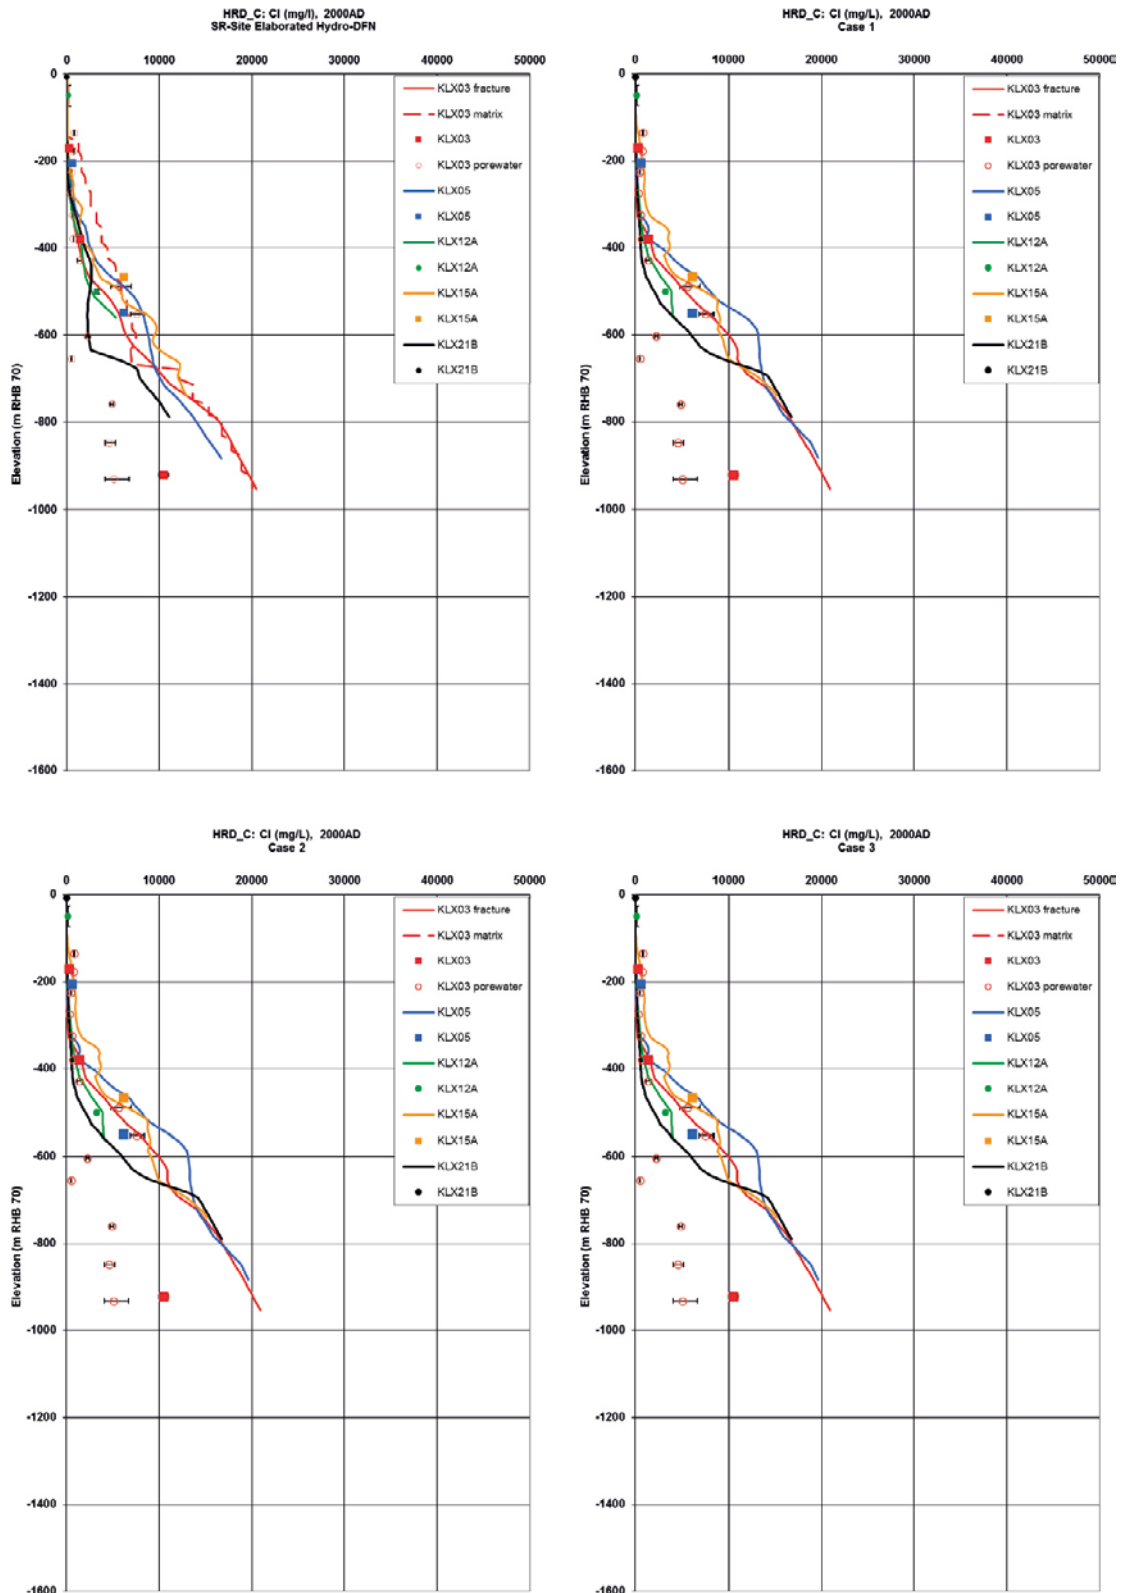 HRD_C: Cl (mg/l), 2000AD
SR-Site Elaborated Hydro-DFN
0 10000 20000 30000 40000 50000
0
-200
-400
-600
-800
-1000
-1200
-1400
-1600
Elevation (m RHB 70)
KLX03 fracture
KLX03 matrix
KLX03
KLX03 porewater
KLX05
KLX05
KLX12A
KLX12A
KLX15A
KLX15A
KLX21B
KLX21B
HRD_C: Cl (mg/L), 2000AD
Case 1
0 10000 20000 30000 40000 5000
0
-200
-400
-600
-800
-1000
-1200
-1400
-1600
Elevation (m RHB 70)
KLX03 fracture
KLX03 matrix
KLX03
KLX03 porewater
KLX05
KLX05
KLX12A
KLX12A
KLX15A
KLX15A
KLX21B
KLX21B
HRD_C: Cl (mg/L), 2000AD
Case 2
0 10000 20000 30000 40000 50000
0
-200
-400
-600
-800
-1000
-1200
-1400
-1600
Elevation (m RHB 70)
KLX03 fracture
KLX03 matrix
KLX03
KLX03 porewater
KLX05
KLX05
KLX12A
KLX12A
KLX15A
KLX15A
KLX21B
KLX21B
HRD_C: Cl (mg/L), 2000AD
Case 3
0 10000 20000 30000 40000 5000
0
-200
-400
-600
-800
-1000
-1200
-1400
-1600
Elevation (m RHB 70)
KLX03 fracture
KLX03 matrix
KLX03
KLX03 porewater
KLX05
KLX05
KLX12A
KLX12A
KLX15A
KLX15A
KLX21B
KLX21B